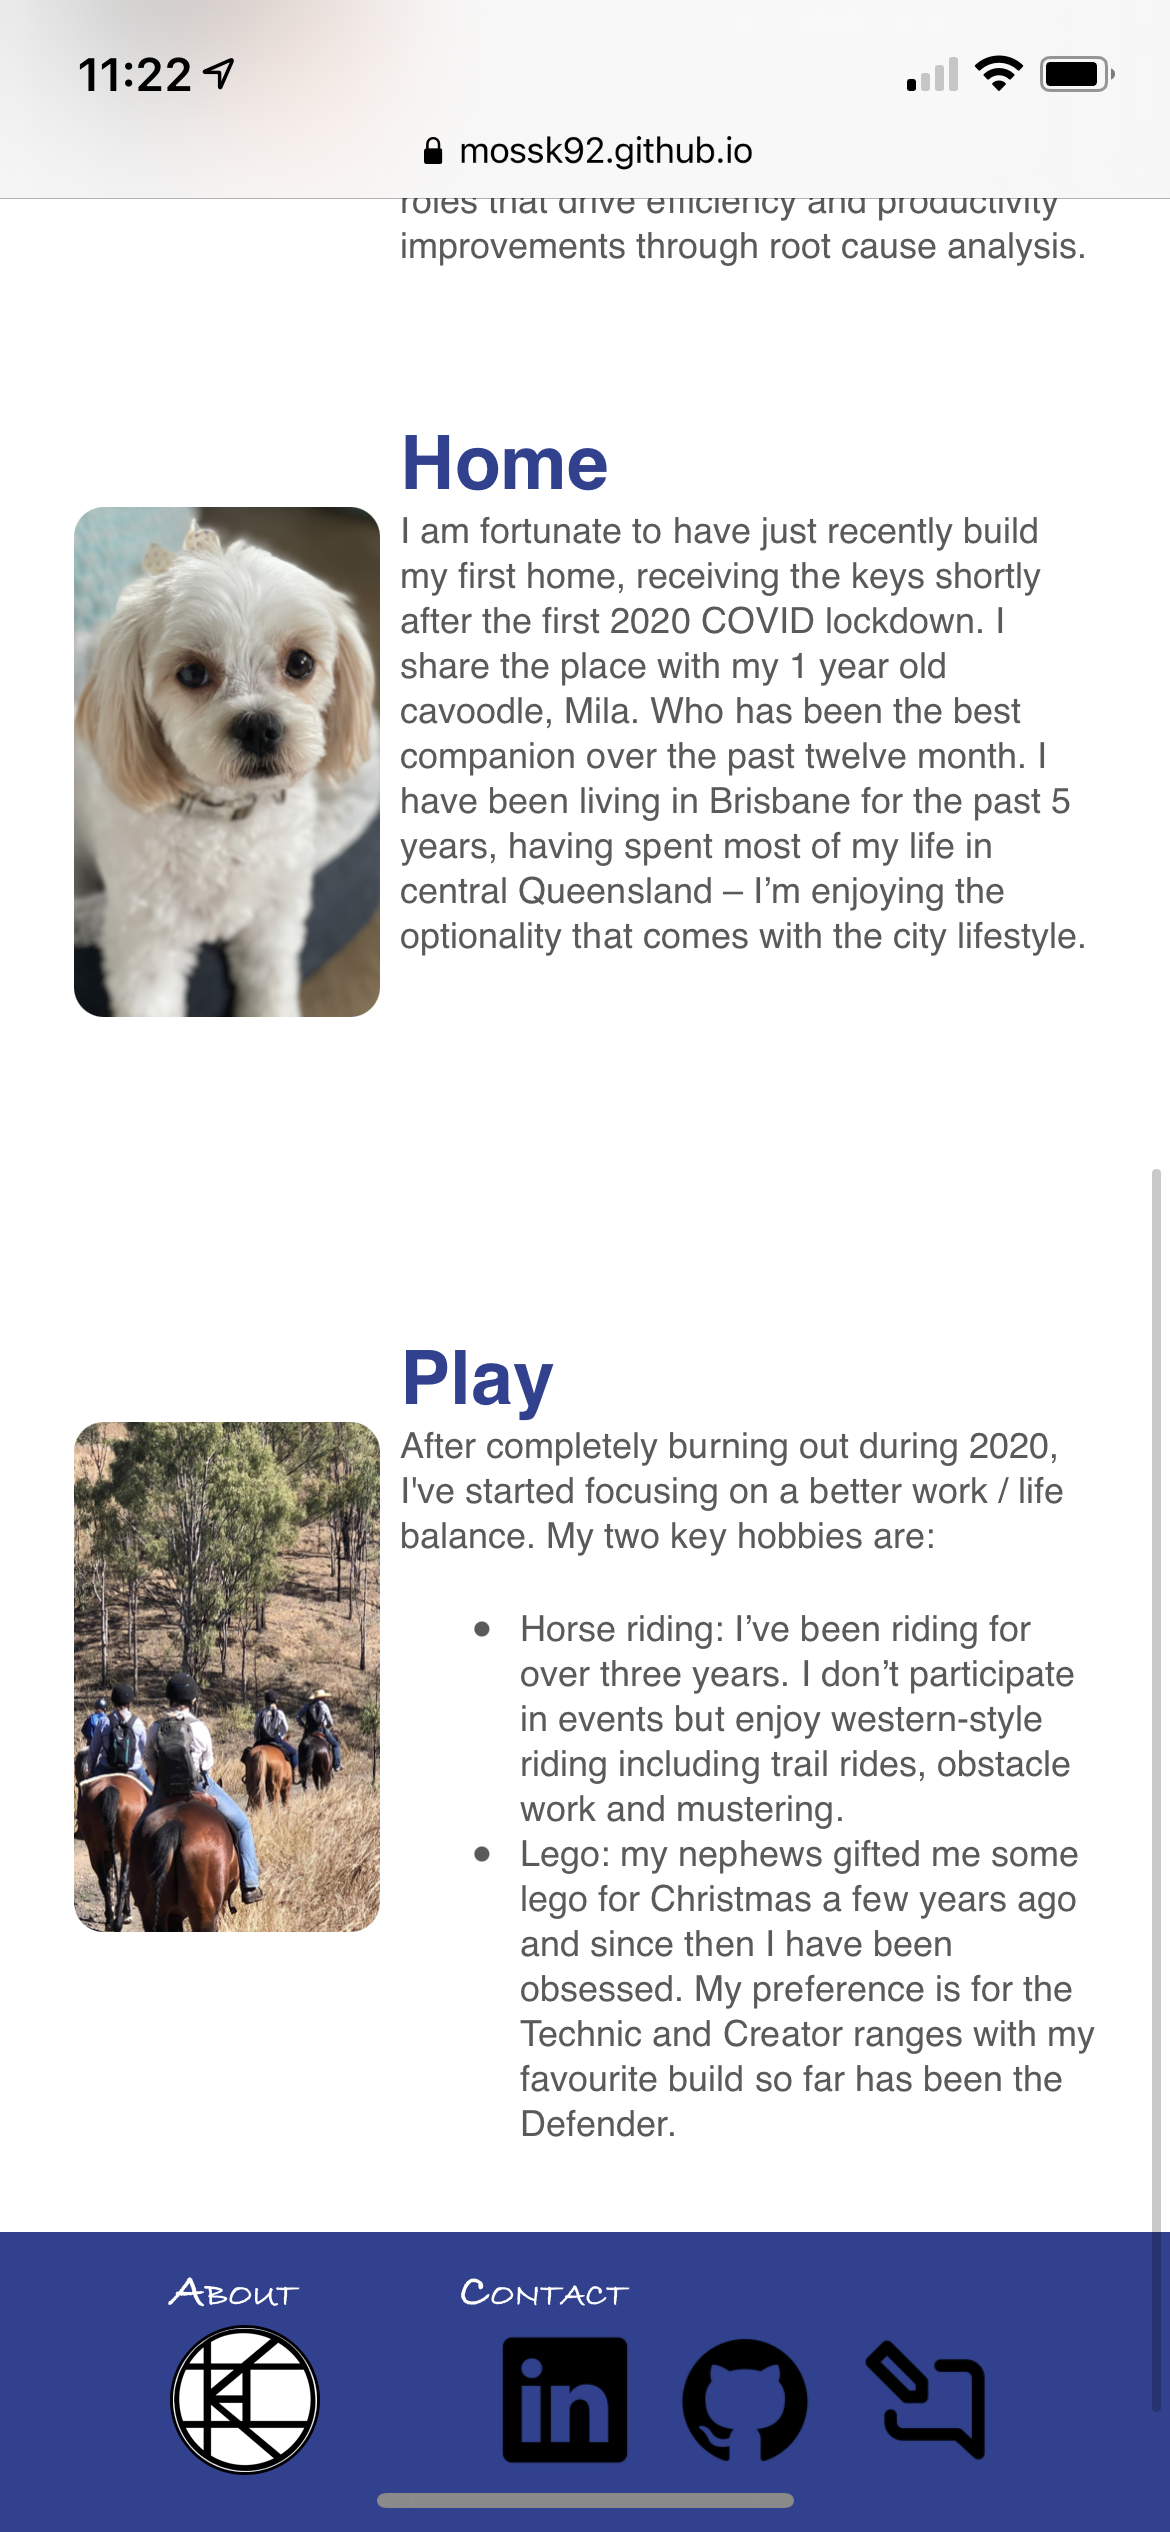 11:22
mossk92.github.io
roles that drive efficiency and productivity
improvements through root cause analysis.
Home
I am fortunate to have just recently build
my first home, receiving the keys shortly
after the first 2020 COVID lockdown. I
share the place with my 1 year old
cavoodle, Mila. Who has been the best
companion over the past twelve month. I
have been living in Brisbane for the past 5
years, having spent most of my life in
central Queensland – I’m enjoying the
optionality that comes with the city lifestyle.
Play
After completely burning out during 2020,
I've started focusing on a better work / life
balance. My two key hobbies are:
• Horse riding: I’ve been riding for
over three years. I don’t participate
in events but enjoy western-style
riding including trail rides, obstacle
work and mustering.
• Lego: my nephews gifted me some
lego for Christmas a few years ago
and since then I have been
obsessed. My preference is for the
Technic and Creator ranges with my
favourite build so far has been the
Defender.
About
Contact
in